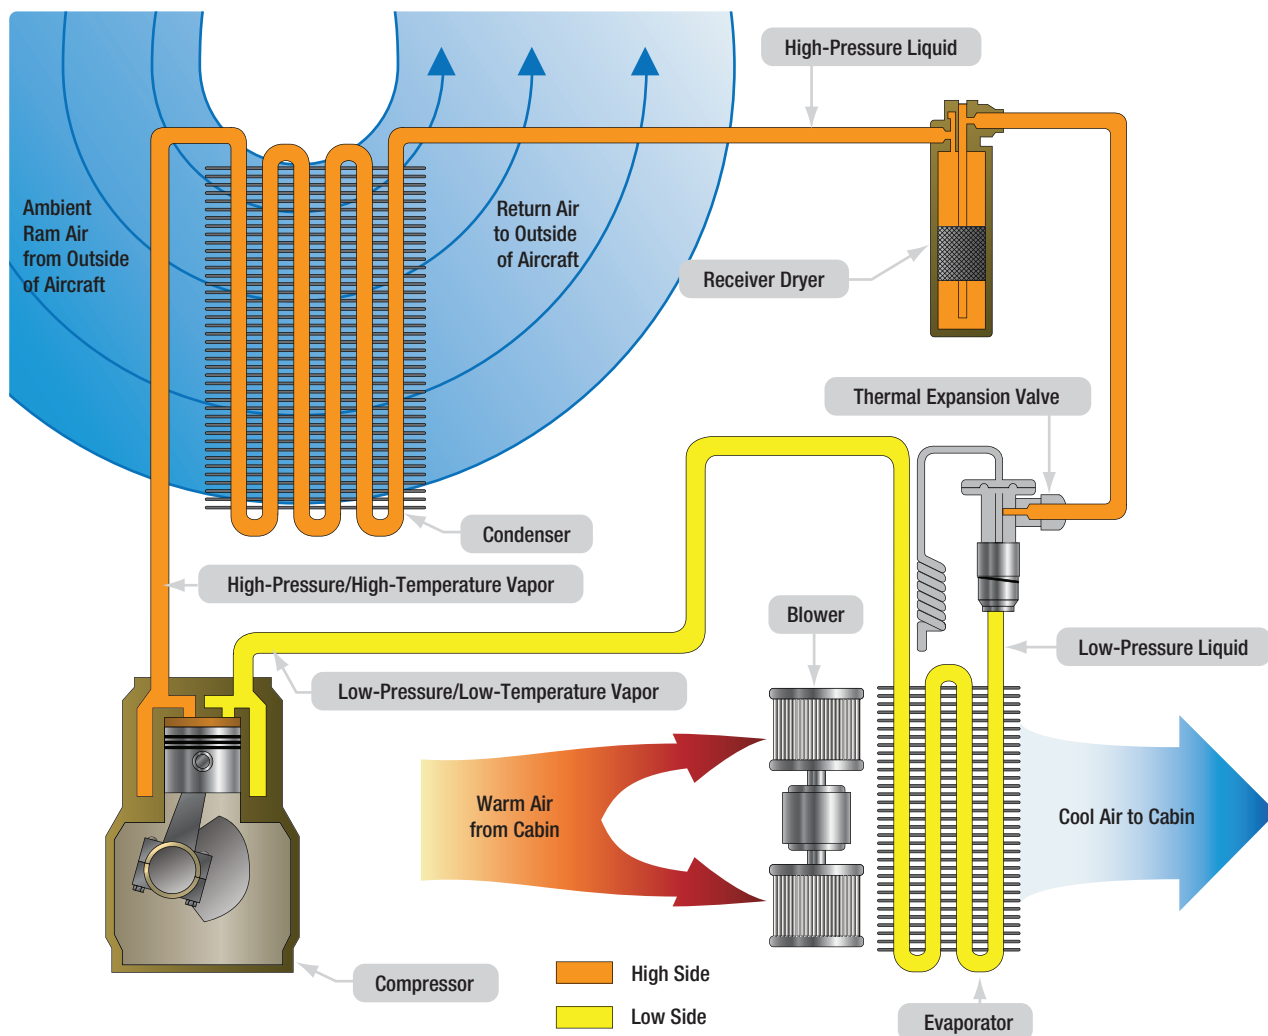 High-Pressure Liquid
Ambient
Ram Air
from Outside
of Aircraft
Return Air
to Outside
of Aircraft
Receiver Dryer
Thermal Expansion Valve
Condenser
High-Pressure/High-Temperature Vapor
Blower
Low-Pressure Liquid
Low-Pressure/Low-Temperature Vapor
Warm Air
from Cabin
Cool Air to Cabin
Compressor
High Side
Low Side
Evaporator